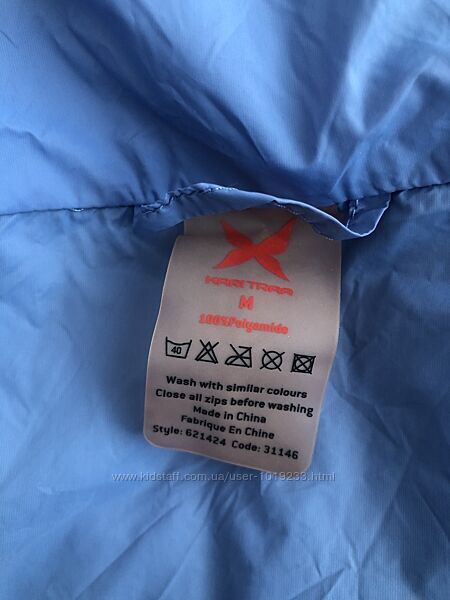 KARI TRAA
M
100%Polyamide
40
Wash with similar colours
Close all zips before washing
Made in China
Fabrique En Chine
Style: 621424 Code: 31146
www.kidstaff.com.ua/user-1019233.html